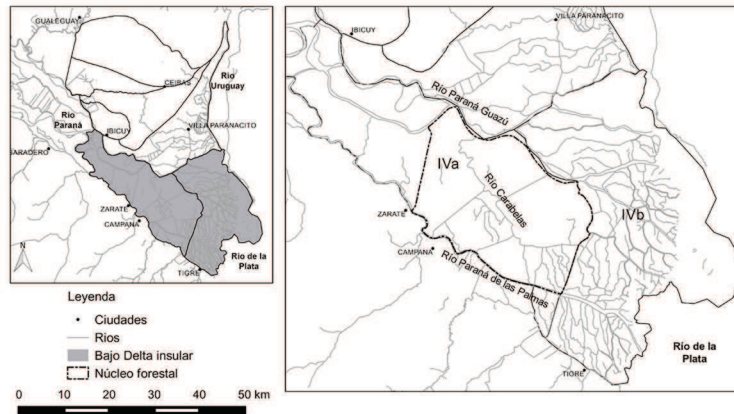 GUALEGUAY
CEIBAS
Río
Uruguay
Río
Paraná
IBICUY
VILLA PARANACITO
BARADERO
ZARATE
CAMPANA
N
TIGRE
Río de la
Plata
Leyenda
Ciudades
Rios
Bajo Delta insular
Núcleo forestal
0 10 20 30 40 50 km
IBICUY
VILLA PARANACITO
Río Paraná Guazú
IVa
Río Carabelas
IVb
ZARATE
CAMPANA
Río Paraná de las Palmas
Río de la
Plata
TIGRE